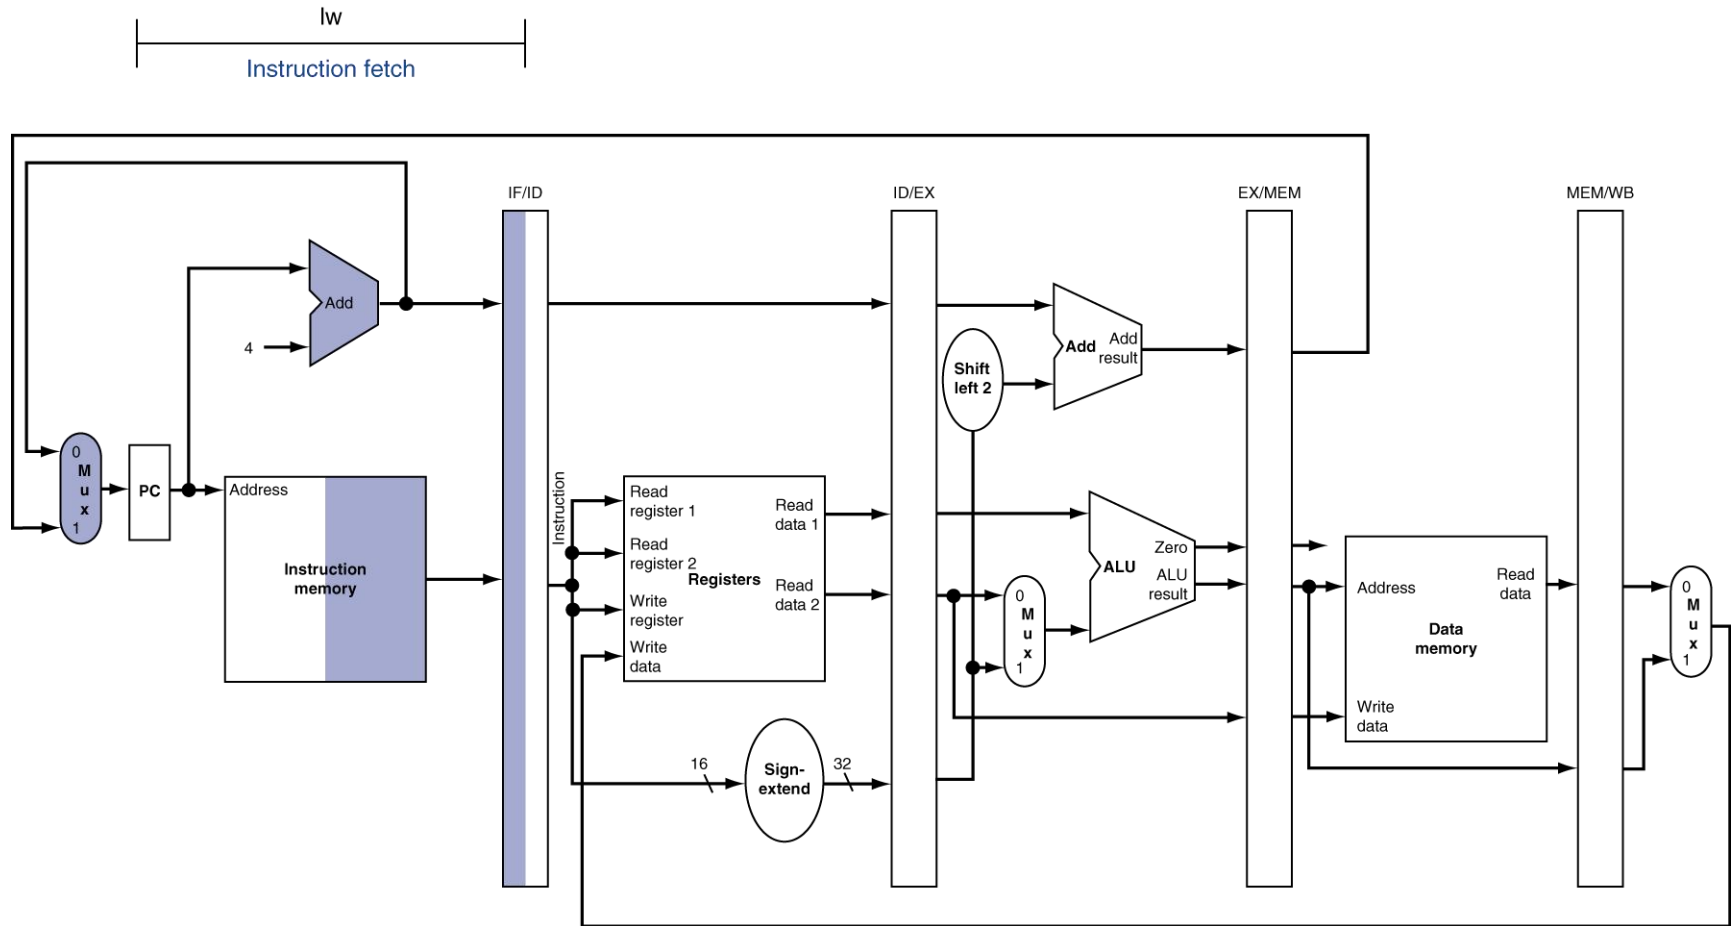 lw
Instruction fetch
IF/ID
ID/EX
EX/MEM
MEM/WB
Add
4
Shift
left 2
Add
Add
result
0
M
u
x
1
PC
Address
Instruction
memory
Instruction
Read
register 1
Read
register 2
Write
register
Write
data
Registers
Read
data 1
Read
data 2
16
Sign-
extend
32
0
M
u
x
1
ALU
Zero
ALU
result
Address
Read
data
Data
memory
Write
data
0
M
u
x
1